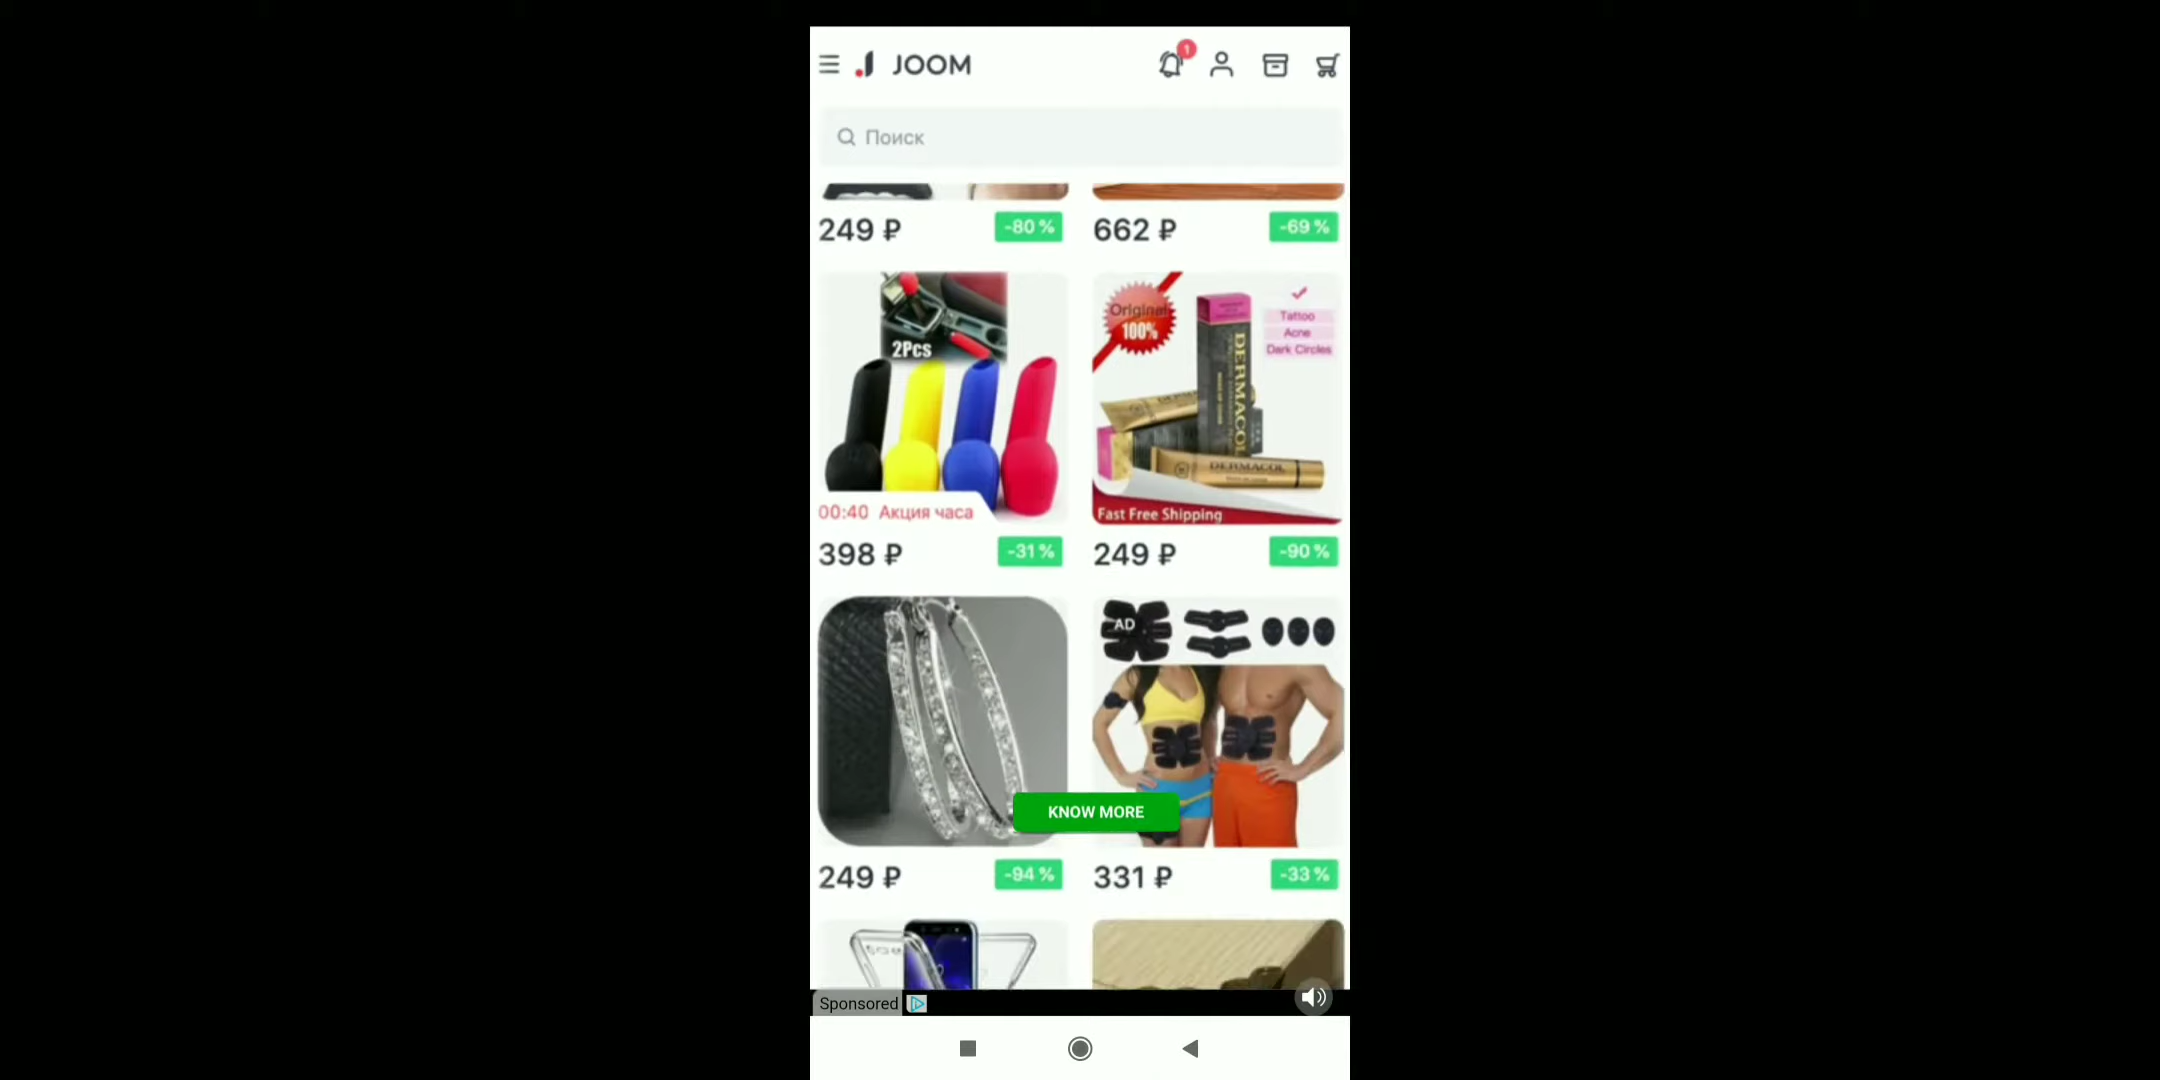 1
JOOM
Поиск
249 ₽
-80 %
662 ₽
-69 %
2Pcs
00:40 Акция часа
398 ₽
-31 %
Original
100%
Tattoo
Acne
Dark Circles
DERMACOL
DERMACOL
Fast Free Shipping
249 ₽
-90 %
249 ₽
-94 %
AD
KNOW MORE
331 ₽
-33 %
Sponsored